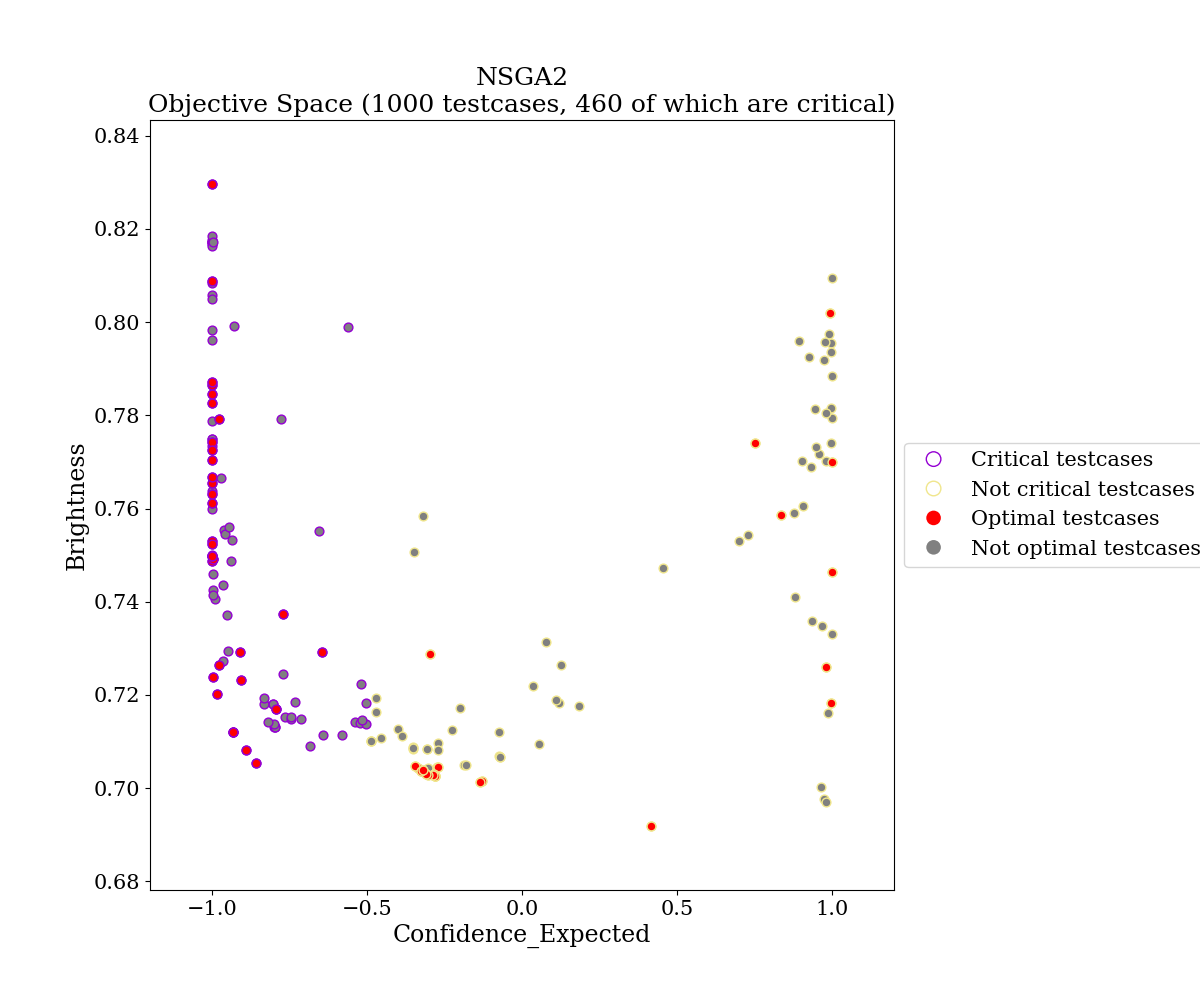 NSGA2
Objective Space (1000 testcases, 460 of which are critical)
0.84
0.82
0.80
0.78
0.76
0.74
0.72
0.70
0.68
Brightness
−1.0
−0.5
0.0
0.5
1.0
Confidence_Expected
Critical testcases
Not critical testcases
Optimal testcases
Not optimal testcases